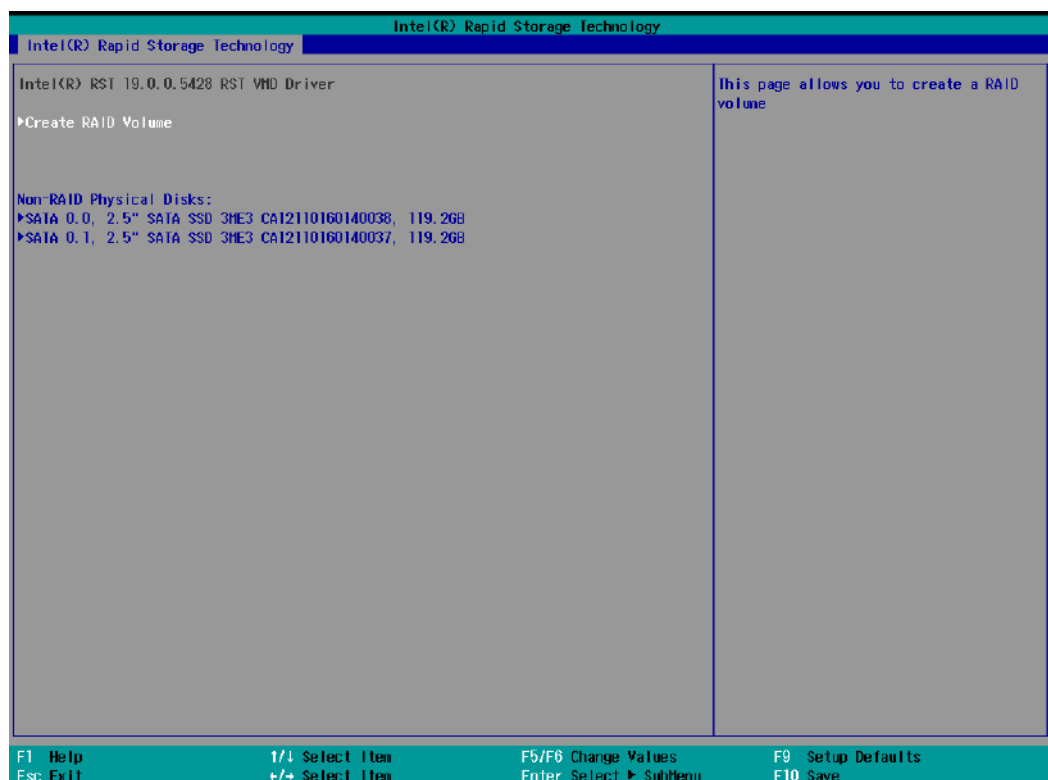 Intel(R) Rapid Storage Technology
Intel(R) Rapid Storage Technology
Intel(R) RST 19.0.0.5428 RST VMD Driver
▶Create RAID Volume
Non-RAID Physical Disks:
▶SATA 0.0, 2.5" SATA SSD 3ME3 CA12110160140038, 119.2GB
▶SATA 0.1, 2.5" SATA SSD 3ME3 CA12110160140037, 119.2GB
This page allows you to create a RAID
volume
F1 Help ↑/↓ Select Item F5/F6 Change Values F9 Setup Defaults
Esc Exit ←/→ Select Item Enter Select ▶ SubMenu F10 Save